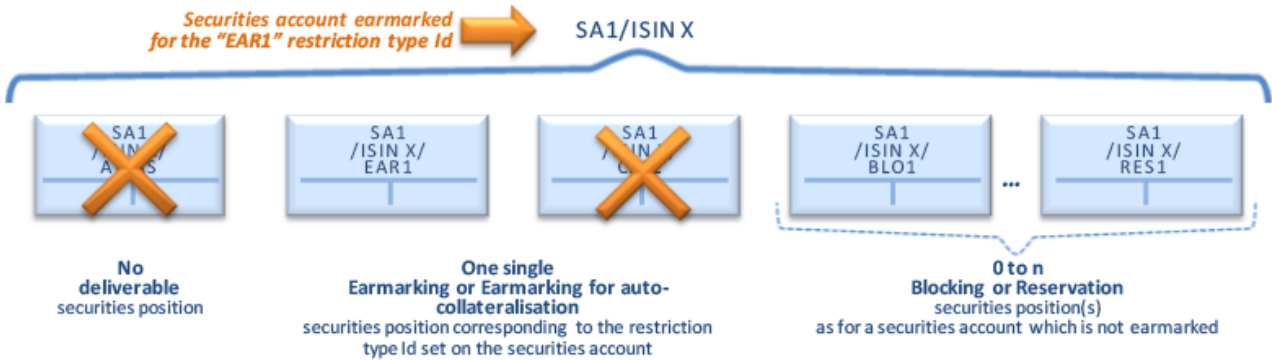 Securities account earmarked
for the “EAR1” restriction type Id
SA1/ISIN X
SA1
SA1
/ISIN X/
EAR1
SA1
SA1
/ISIN X/
BLO1
...
SA1
/ISIN X/
RES1
No
deliverable
securities position
One single
Earmarking or Earmarking for auto-
collateralisation
securities position corresponding to the restriction
type Id set on the securities account
0 to n
Blocking or Reservation
securities position(s)
as for a securities account which is not earmarked